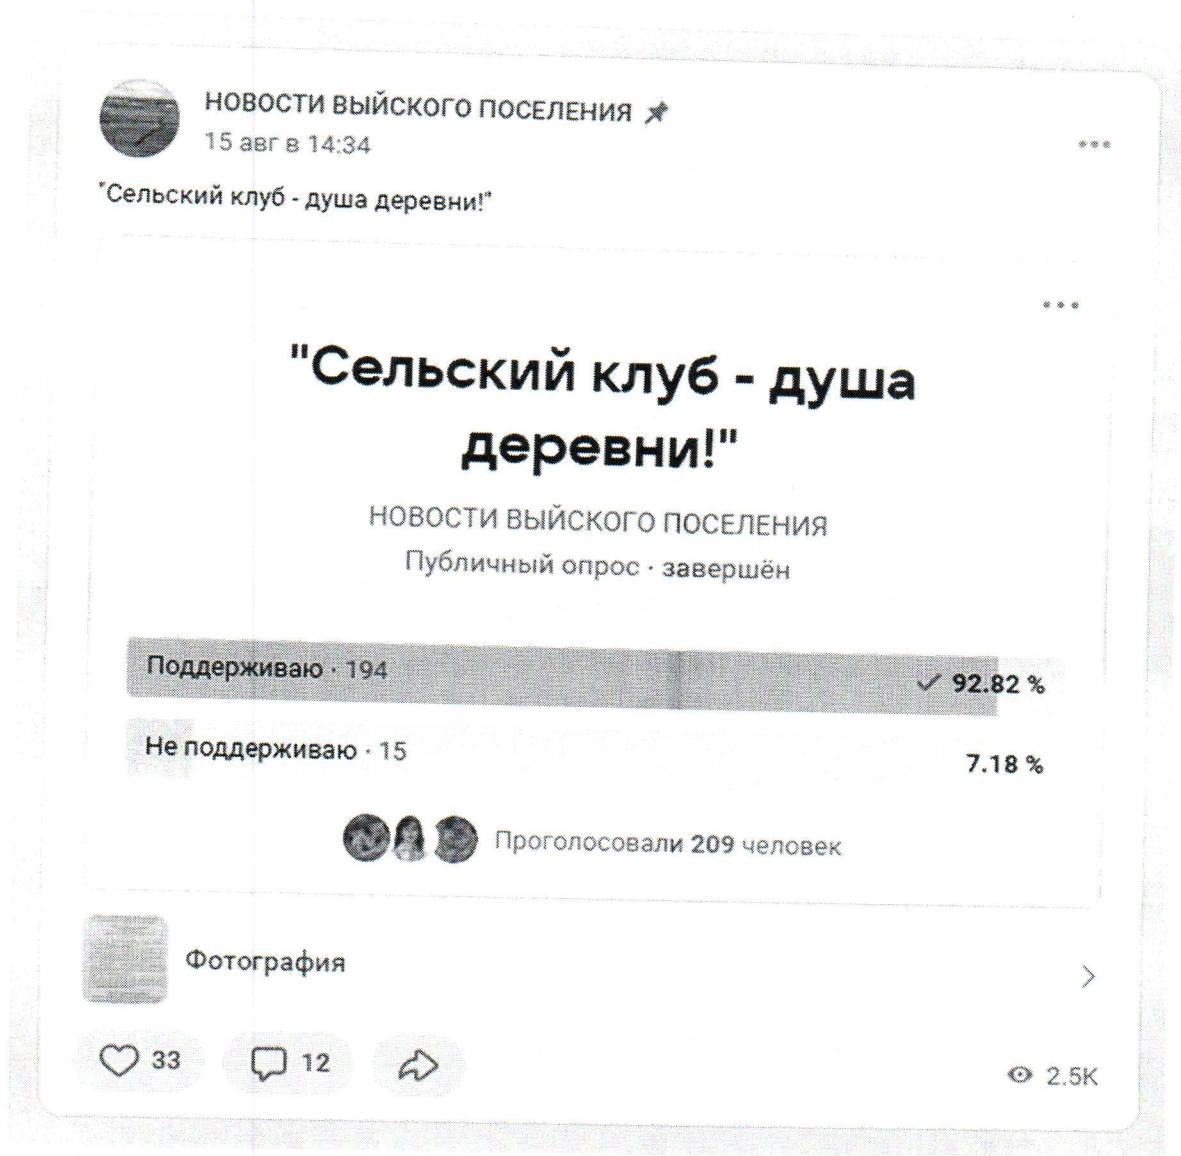 НОВОСТИ ВЫЙСКОГО ПОСЕЛЕНИЯ
15 авг в 14:34
"Сельский клуб - душа деревни!"
"Сельский клуб - душа
деревни!"
НОВОСТИ ВЫЙСКОГО ПОСЕЛЕНИЯ
Публичный опрос · завершён
Поддерживаю · 194 92.82 %
Не поддерживаю · 15 7.18 %
Проголосовали 209 человек
Фотография
33 12 2.5K